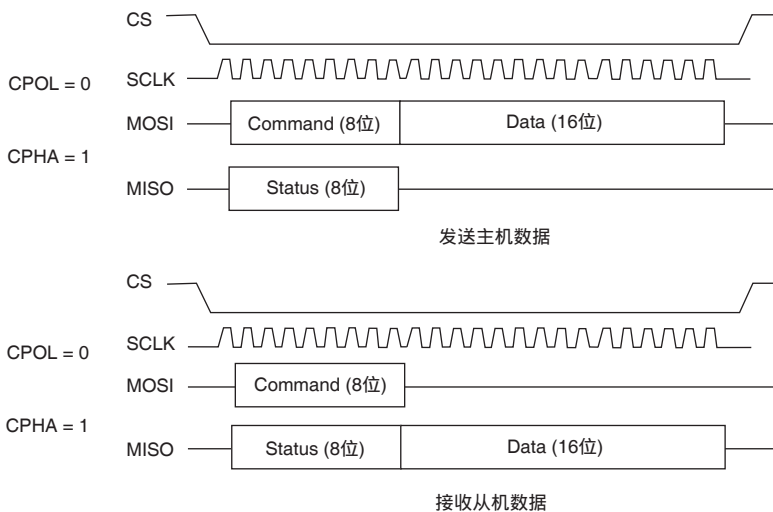 CS
CPOL = 0
SCLK
MOSI
Command (8位)
Data (16位)
CPHA = 1
MISO
Status (8位)
发送主机数据
CS
CPOL = 0
SCLK
MOSI
Command (8位)
CPHA = 1
MISO
Status (8位)
Data (16位)
接收从机数据